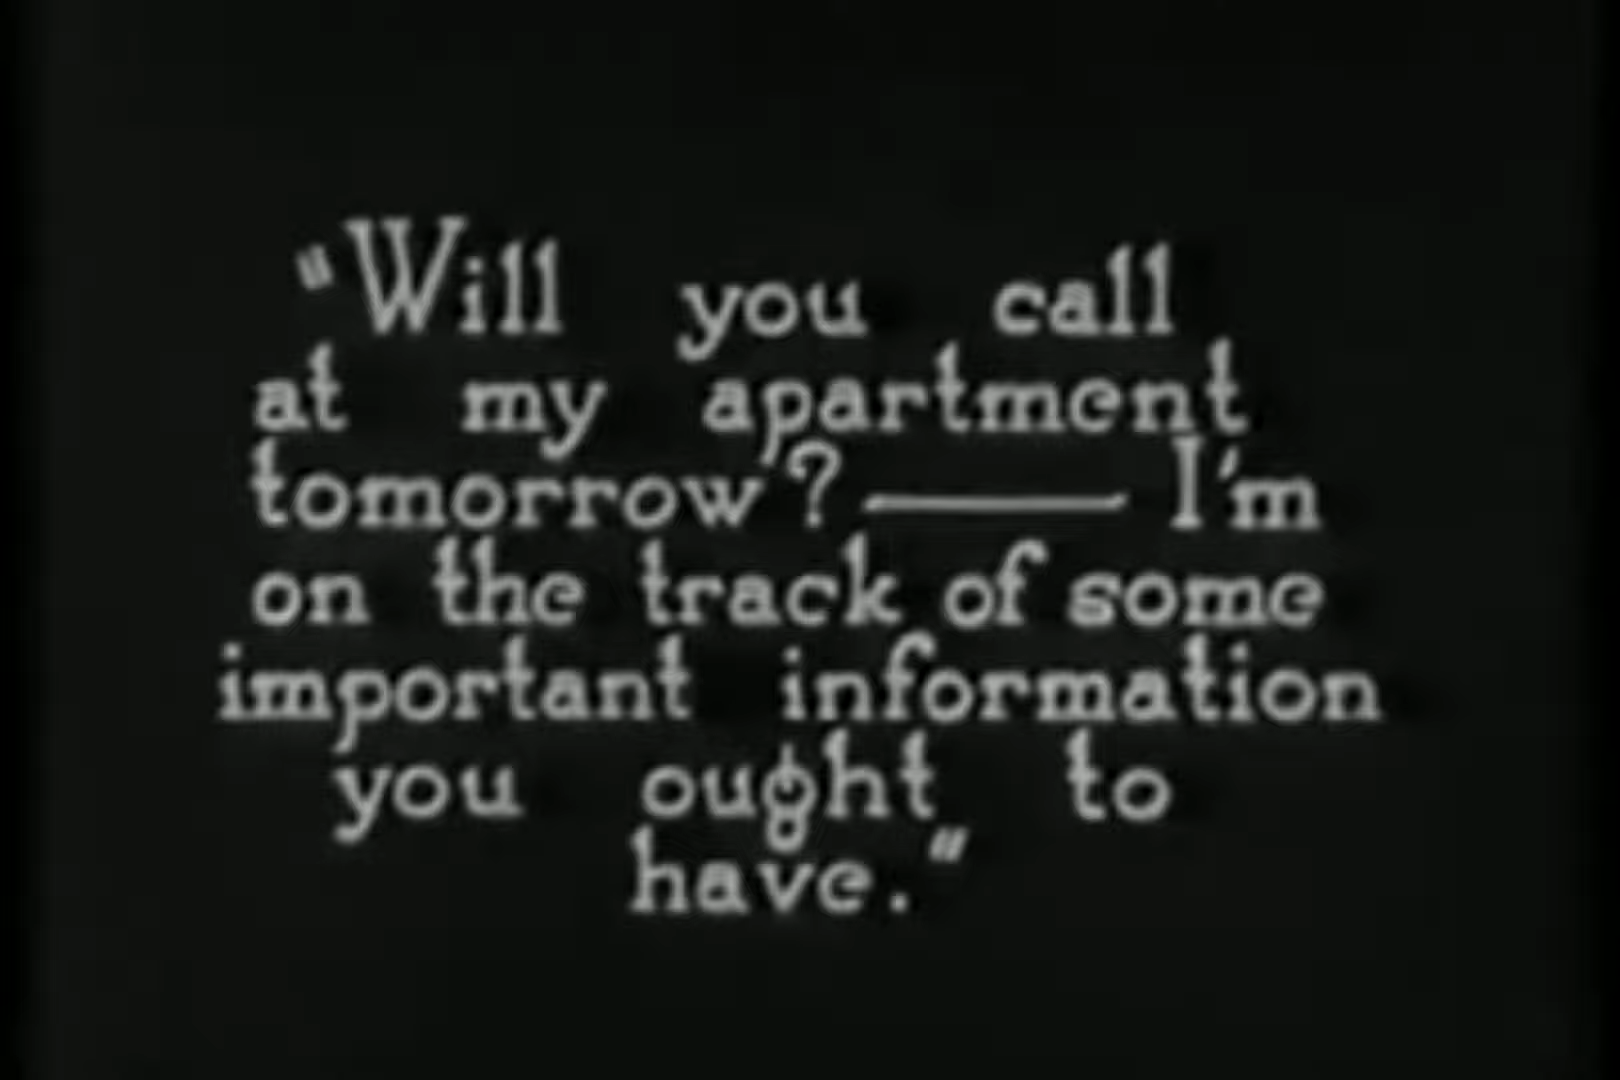 "Will you call
at my apartment
tomorrow? — I'm
on the track of some
important information
you ought to
have."